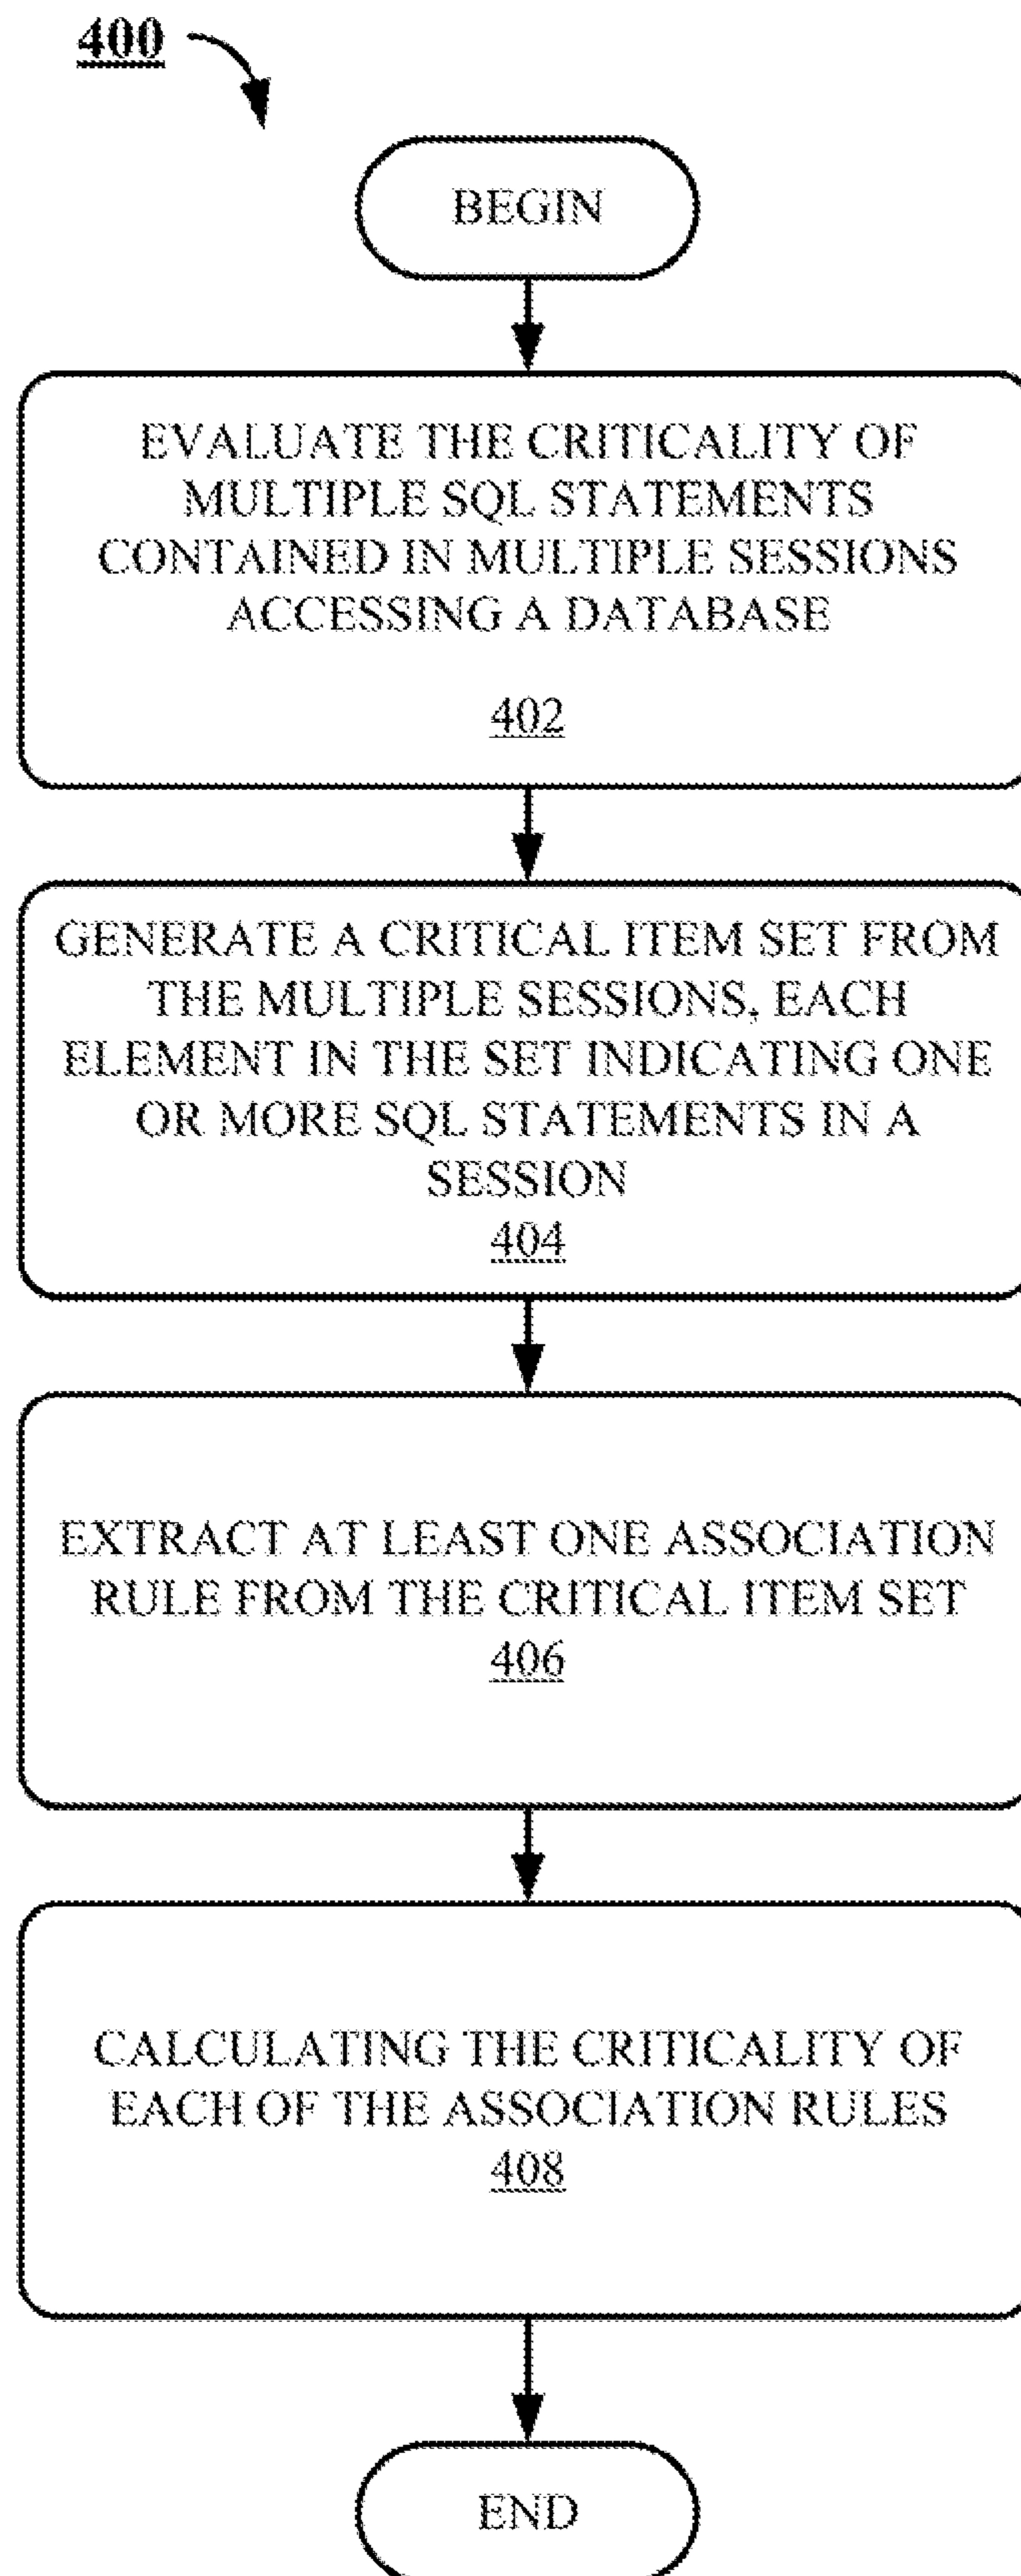 400
BEGIN
EVALUATE THE CRITICALITY OF
MULTIPLE SQL STATEMENTS
CONTAINED IN MULTIPLE SESSIONS
ACCESSING A DATABASE
402
GENERATE A CRITICAL ITEM SET FROM
THE MULTIPLE SESSIONS, EACH
ELEMENT IN THE SET INDICATING ONE
OR MORE SQL STATEMENTS IN A
SESSION
404
EXTRACT AT LEAST ONE ASSOCIATION
RULE FROM THE CRITICAL ITEM SET
406
CALCULATING THE CRITICALITY OF
EACH OF THE ASSOCIATION RULES
408
END